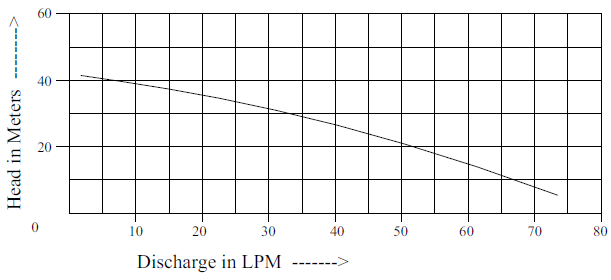 60
40
20
0
10 20 30 40 50 60 70 80
Head in Meters ------->
Discharge in LPM ------>